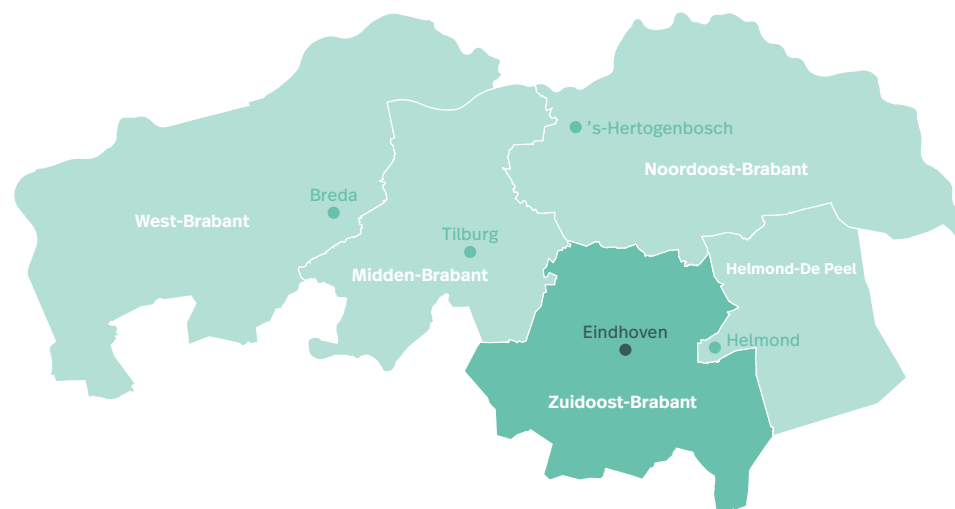 's-Hertogenbosch
Noordoost-Brabant
Breda
West-Brabant
Tilburg
Midden-Brabant
Helmond-De Peel
Eindhoven
Helmond
Zuidoost-Brabant